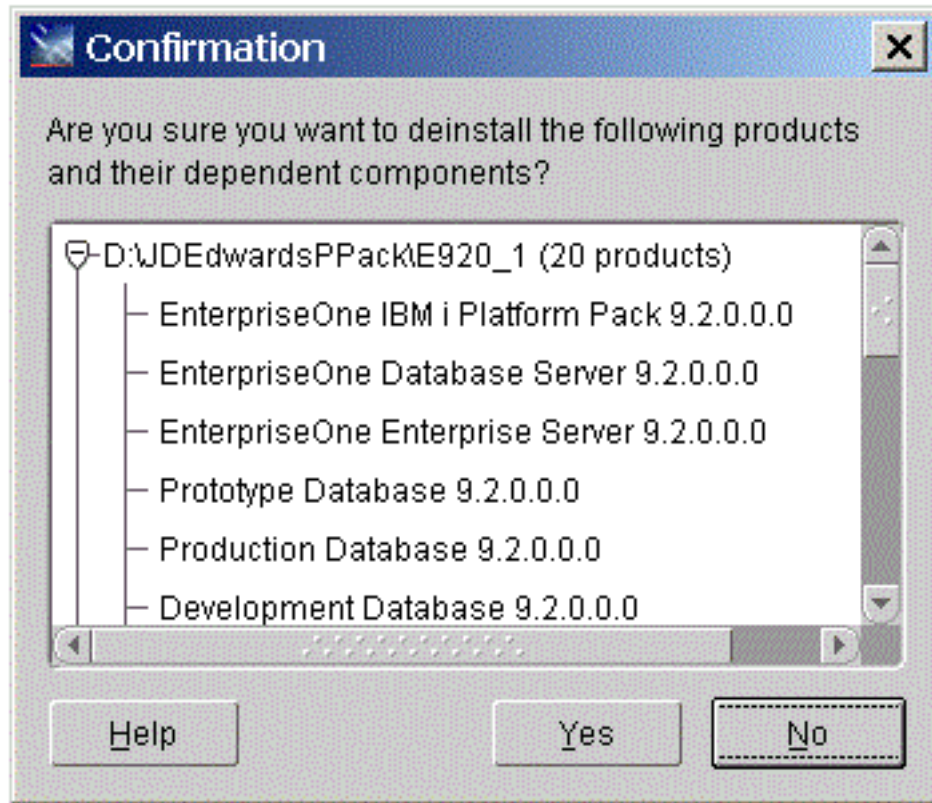 Confirmation
Are you sure you want to deinstall the following products
and their dependent components?
D:\JDEdwardsPPack\E920_1 (20 products)
EnterpriseOne IBM i Platform Pack 9.2.0.0.0
EnterpriseOne Database Server 9.2.0.0.0
EnterpriseOne Enterprise Server 9.2.0.0.0
Prototype Database 9.2.0.0.0
Production Database 9.2.0.0.0
Development Database 9.2.0.0.0
Help Yes No